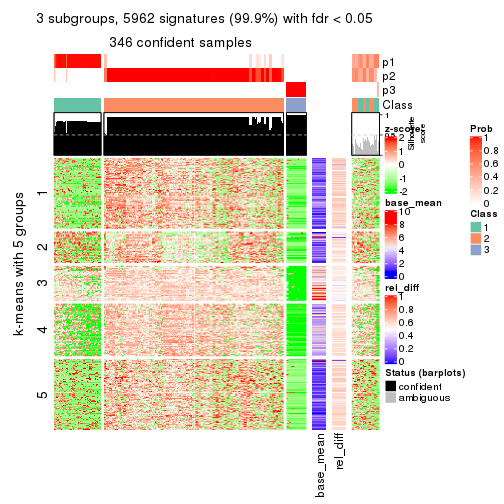 3 subgroups, 5962 signatures (99.9%) with fdr < 0.05
346 confident samples
p1
p2
p3
Class
1
Silhouette
score
k-means with 5 groups
1
2
3
4
5
base_mean
rel_diff
z-score
2
1
0
-1
-2
base_mean
10
8
6
4
2
0
rel_diff
1
0.8
0.6
0.4
0.2
0
Status (barplots)
confident
ambiguous
Prob
1
0.8
0.6
0.4
0.2
0
Class
1
2
3